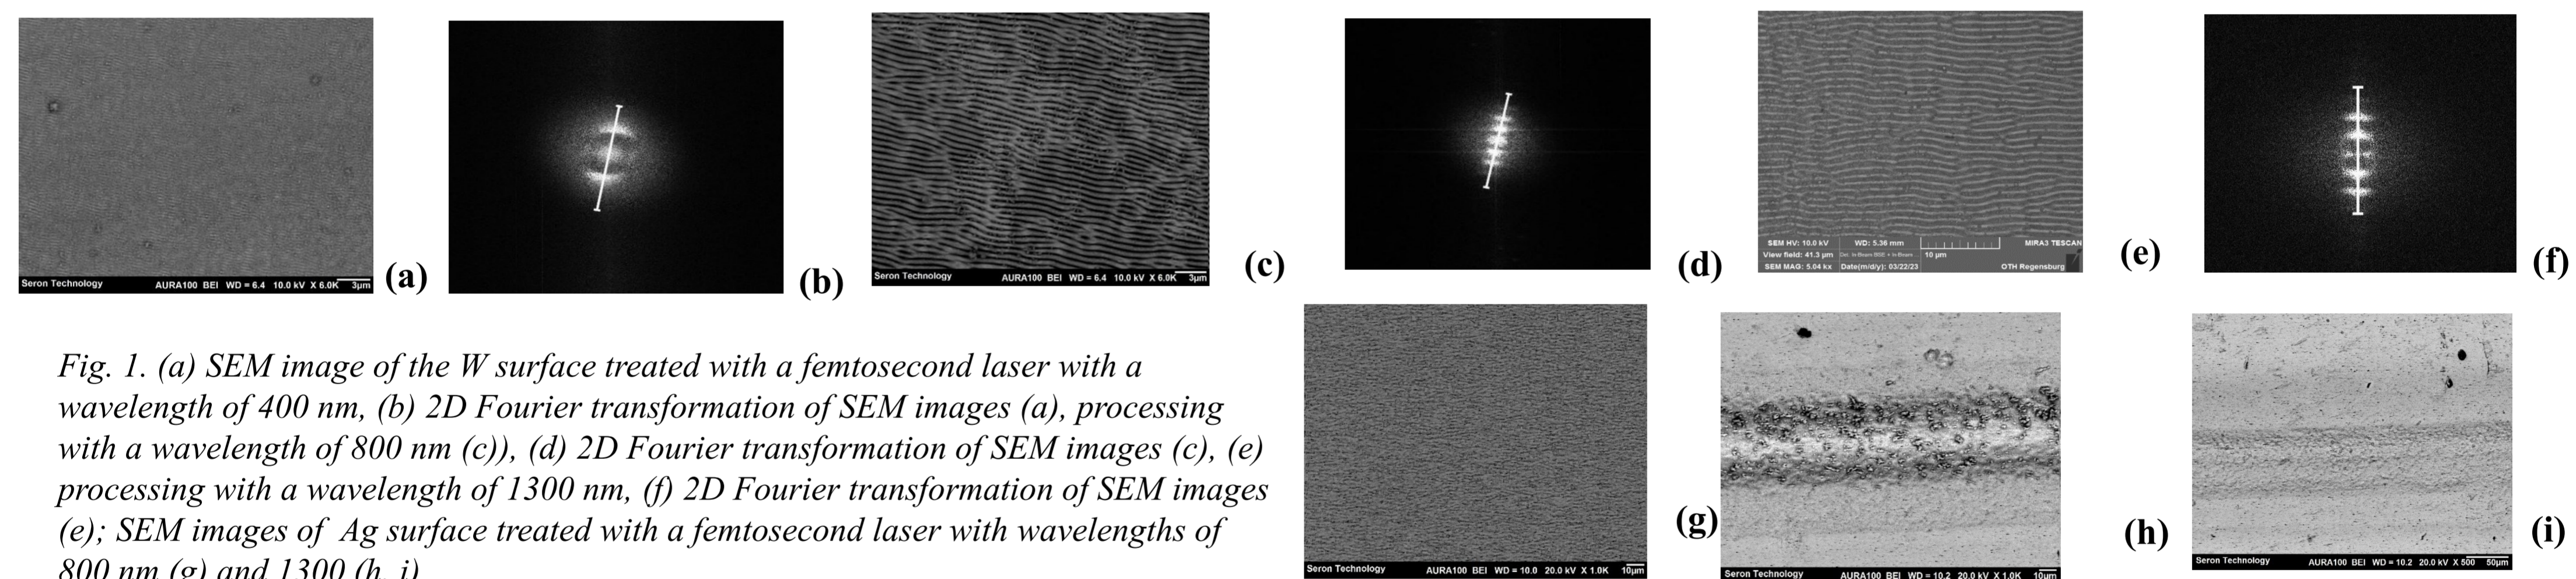 Seron Technology AURA100 BEI WD = 6.4 10.0 kV X 6.0K 3µm
(a)
(b)
Seron Technology AURA100 BEI WD = 6.4 10.0 kV X 6.0K 3µm
(c)
(d)
SEM HV: 10.0 kV WD: 5.36 mm MIRA3 TESCAN
View field: 41.3 µm Det: In-Beam BSE + In-Beam ... 10 µm
SEM MAG: 5.04 kx Date(m/d/y): 03/22/23 OTH Regensburg
(e)
(f)
Fig. 1. (a) SEM image of the W surface treated with a femtosecond laser with a
wavelength of 400 nm, (b) 2D Fourier transformation of SEM images (a), processing
with a wavelength of 800 nm (c)), (d) 2D Fourier transformation of SEM images (c), (e)
processing with a wavelength of 1300 nm, (f) 2D Fourier transformation of SEM images
(e); SEM images of Ag surface treated with a femtosecond laser with wavelengths of
800 nm (g) and 1300 (h, i)
Seron Technology AURA100 BEI WD = 10.0 20.0 kV X 1.0K 10µm
(g)
Seron Technology AURA100 BEI WD = 10.2 20.0 kV X 1.0K 10µm
(h)
Seron Technology AURA100 BEI WD = 10.2 20.0 kV X 500 50µm
(i)